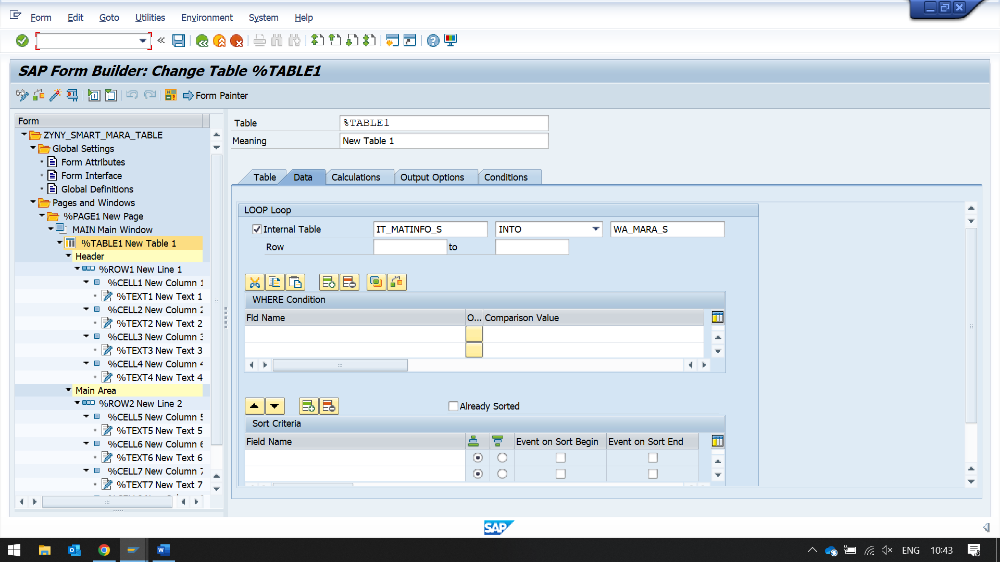 Form Edit Goto Utilities Environment System Help
SAP Form Builder: Change Table %TABLE1
Form Painter
Form
ZYNY_SMART_MARA_TABLE
Global Settings
Form Attributes
Form Interface
Global Definitions
Pages and Windows
%PAGE1 New Page
MAIN Main Window
%TABLE1 New Table 1
Header
%ROW1 New Line 1
%CELL1 New Column 1
%TEXT1 New Text 1
%CELL2 New Column 2
%TEXT2 New Text 2
%CELL3 New Column 3
%TEXT3 New Text 3
%CELL4 New Column 4
%TEXT4 New Text 4
Main Area
%ROW2 New Line 2
%CELL5 New Column 5
%TEXT5 New Text 5
%CELL6 New Column 6
%TEXT6 New Text 6
%CELL7 New Column 7
%TEXT7 New Text 7
Table %TABLE1
Meaning New Table 1
Table Data Calculations Output Options Conditions
LOOP Loop
Internal Table IT_MATINFO_S INTO WA_MARA_S
Row to
WHERE Condition
Fld Name O... Comparison Value
Already Sorted
Sort Criteria
Field Name Event on Sort Begin Event on Sort End
SAP
ENG 10:43